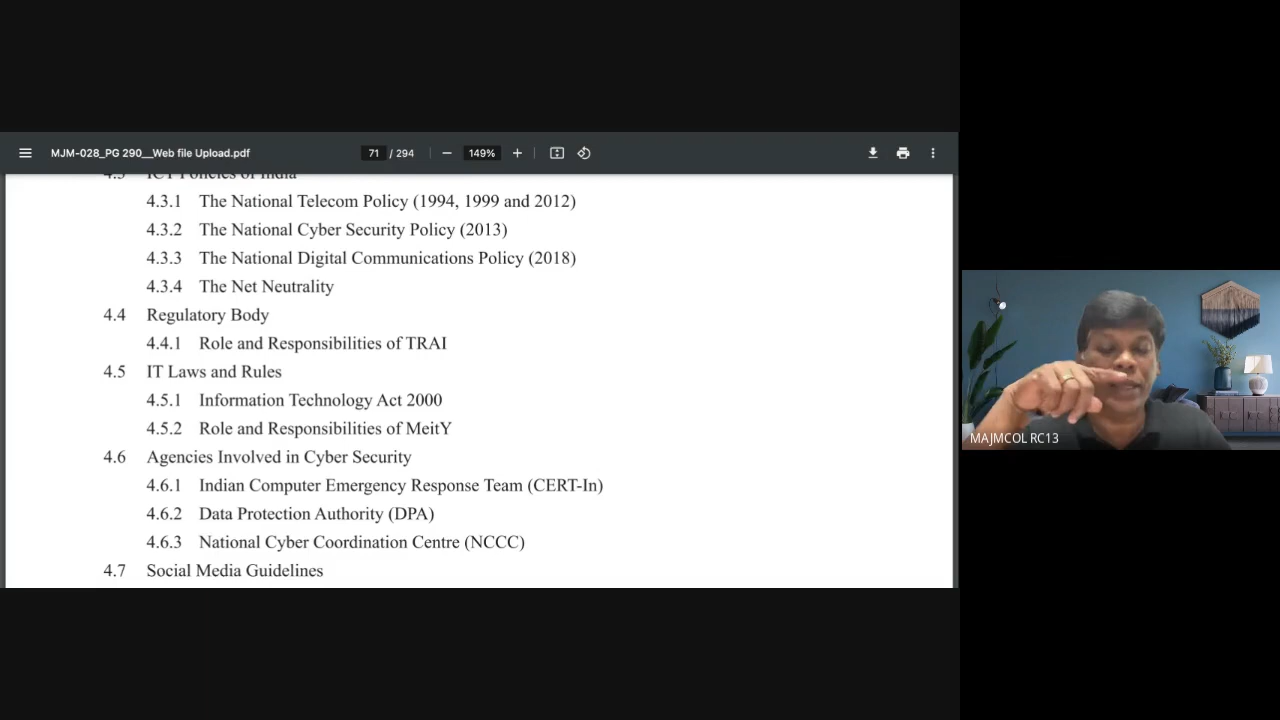 MJM-028_PG 290__Web file Upload.pdf
71 / 294
149%
4.3 ICT Policies of India
4.3.1 The National Telecom Policy (1994, 1999 and 2012)
4.3.2 The National Cyber Security Policy (2013)
4.3.3 The National Digital Communications Policy (2018)
4.3.4 The Net Neutrality
4.4 Regulatory Body
4.4.1 Role and Responsibilities of TRAI
4.5 IT Laws and Rules
4.5.1 Information Technology Act 2000
4.5.2 Role and Responsibilities of MeitY
4.6 Agencies Involved in Cyber Security
4.6.1 Indian Computer Emergency Response Team (CERT-In)
4.6.2 Data Protection Authority (DPA)
4.6.3 National Cyber Coordination Centre (NCCC)
4.7 Social Media Guidelines
MAJMCOL RC13